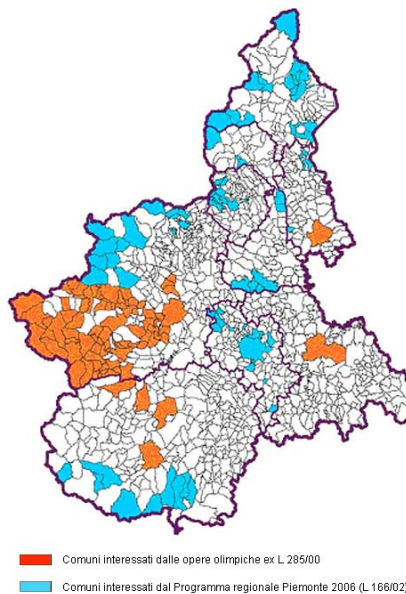 Comuni interessati dalle opere olimpiche ex L 285/00
Comuni interessati dal Programma regionale Piemonte 2006 (L 166/02)